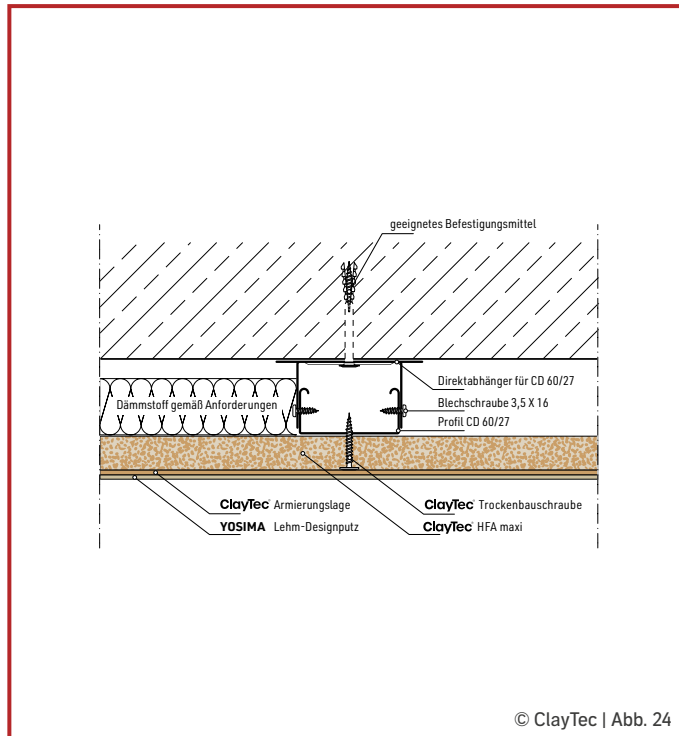 geeignetes Befestigungsmittel
Direktabhänger für CD 60/27
Dämmstoff gemäß Anforderungen
Blechschraube 3,5 X 16
Profil CD 60/27
ClayTec® Armierungslage
ClayTec® Trockenbauschraube
YOSIMA Lehm-Designputz
ClayTec® HFA maxi
© ClayTec | Abb. 24